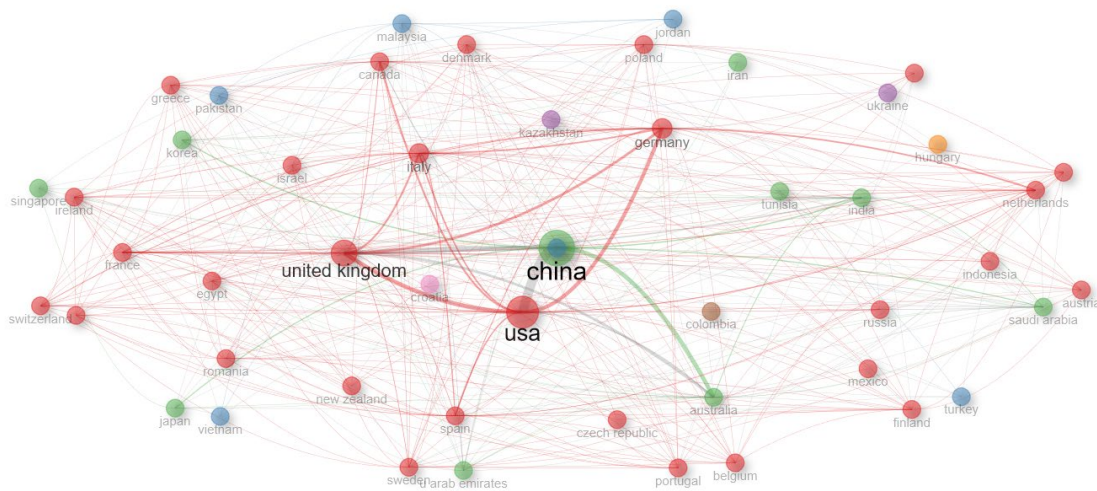 malaysia
jordan
denmark
poland
canada
iran
greece
pakistan
ukraine
kazakhstan
germany
korea
hungary
italy
israel
singapore
ireland
tunisia
india
netherlands
france
united kingdom
china
indonesia
egypt
croatia
austria
switzerland
usa
colombia
russia
saudi arabia
romania
mexico
new zealand
australia
turkey
japan
vietnam
spain
czech republic
finland
sweden
u arab emirates
portugal
belgium